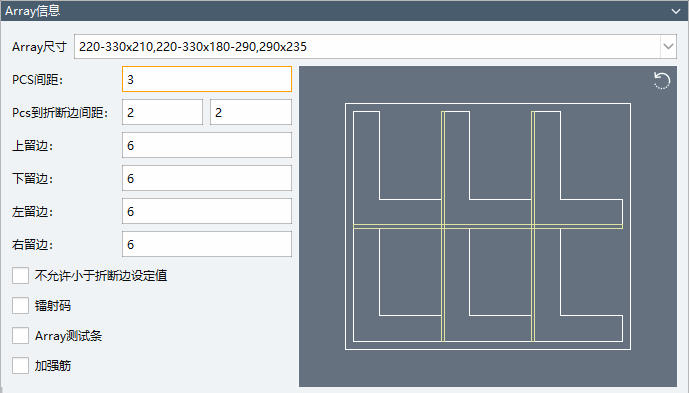 Array信息
Array尺寸 220-330x210,220-330x180-290,290x235
PCS间距: 3
Pcs到折断边间距: 2 2
上留边: 6
下留边: 6
左留边: 6
右留边: 6
不允许小于折断边设定值
镭射码
Array测试条
加强筋